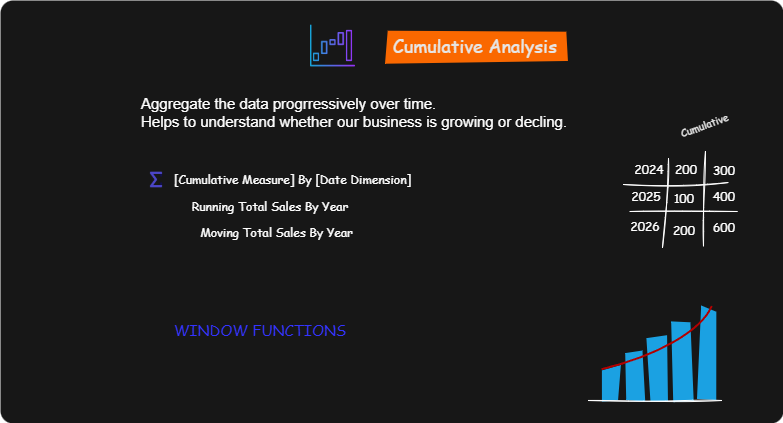 Cumulative Analysis
Aggregate the data progrressively over time.
Helps to understand whether our business is growing or decling.
Cumulative
Σ [Cumulative Measure] By [Date Dimension]
Running Total Sales By Year
Moving Total Sales By Year
2024 200 300
2025 100 400
2026 200 600
WINDOW FUNCTIONS